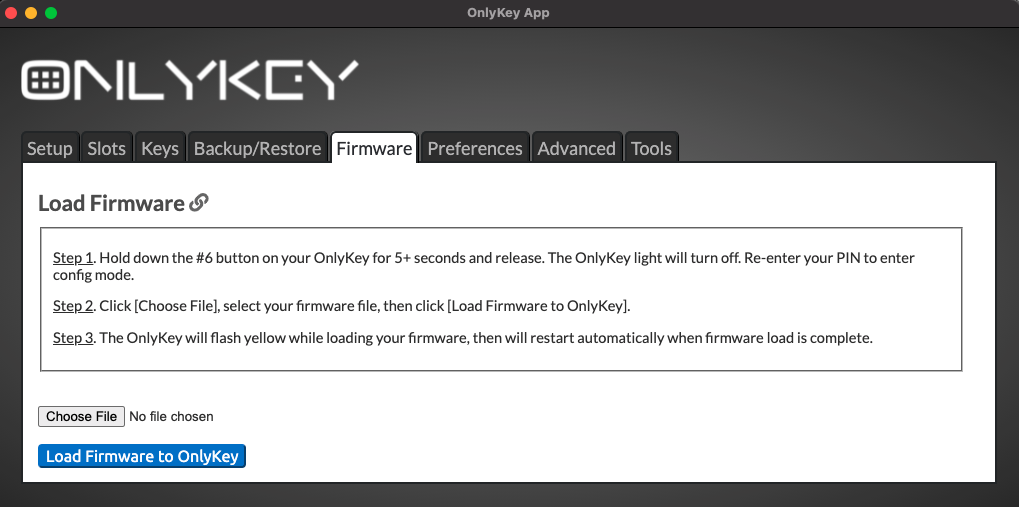 OnlyKey App
ONLYKEY
Setup Slots Keys Backup/Restore Firmware Preferences Advanced Tools
Load Firmware
Step 1. Hold down the #6 button on your OnlyKey for 5+ seconds and release. The OnlyKey light will turn off. Re-enter your PIN to enter
config mode.
Step 2. Click [Choose File], select your firmware file, then click [Load Firmware to OnlyKey].
Step 3. The OnlyKey will flash yellow while loading your firmware, then will restart automatically when firmware load is complete.
Choose File No file chosen
Load Firmware to OnlyKey